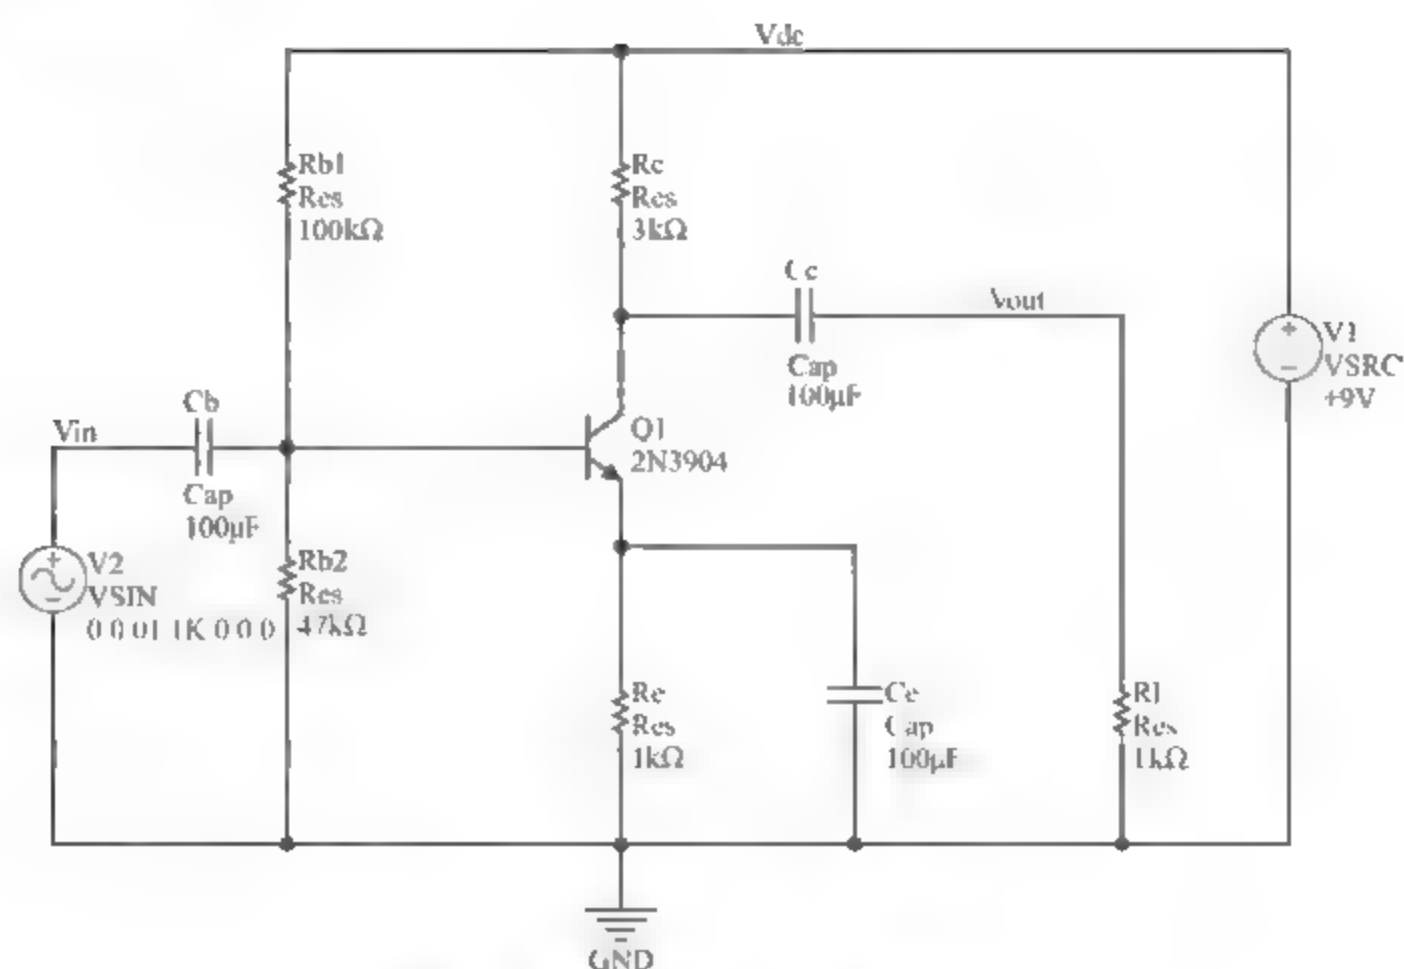 Vdc
Rb1
Res
100kΩ
Rc
Res
3kΩ
Cc
Cap
100µF
Vout
V1
VSRC
+9V
Vin
Cb
Cap
100µF
Q1
2N3904
V2
VSIN
0 0 0.01 1K 0 0 0
Rb2
Res
47kΩ
Re
Res
1kΩ
Ce
Cap
100µF
Rl
Res
1kΩ
GND